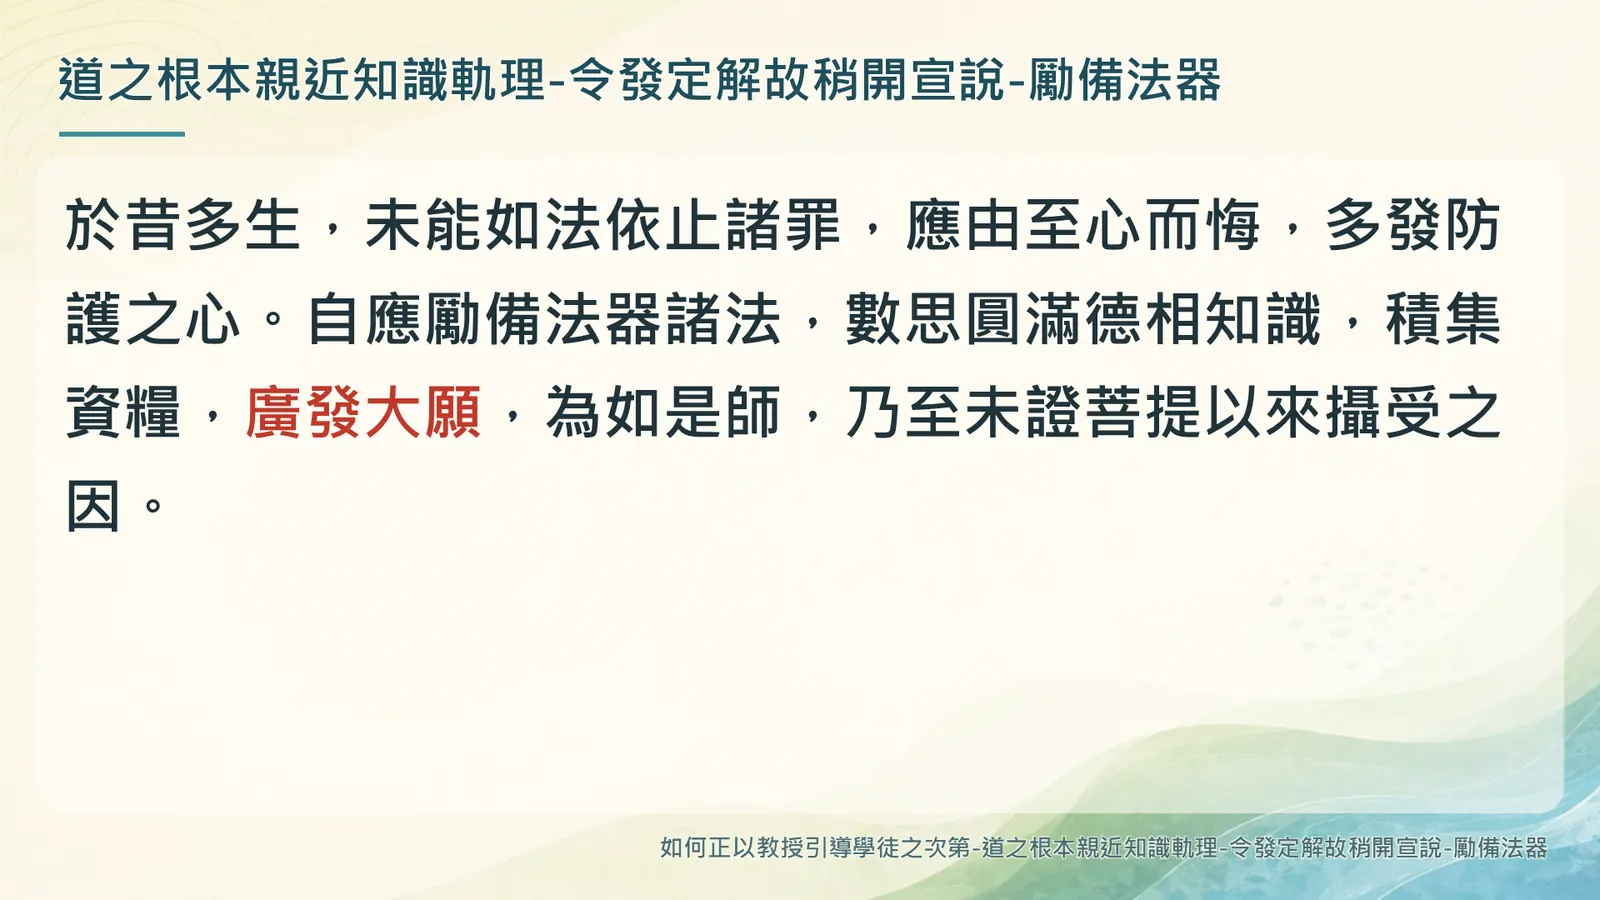 道之根本親近知識軌理-令發定解故稍開宣說-勵備法器
於昔多生，未能如法依止諸罪，應由至心而悔，多發防
護之心。自應勵備法器諸法，數思圓滿德相知識，積集
資糧，廣發大願，為如是師，乃至未證菩提以來攝受之
因。
如何正以教授引導學徒之次第-道之根本親近知識軌理-令發定解故稍開宣說-勵備法器